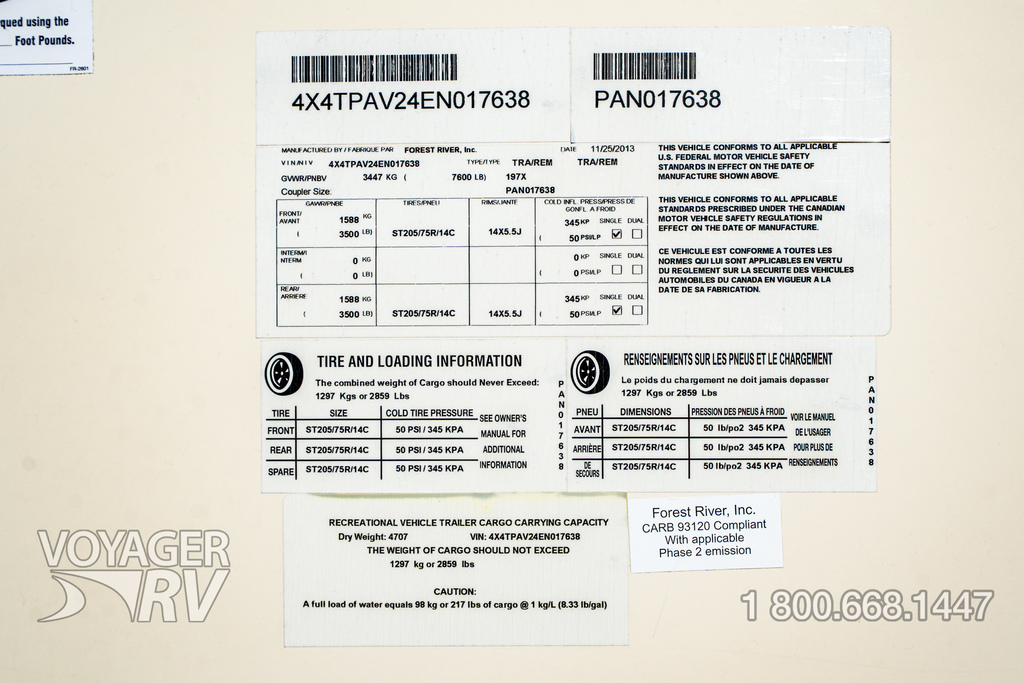 qued using the
Foot Pounds.
FR-2601
4X4TPAV24EN017638
PAN017638
MANUFACTURED BY / FABRIQUE PAR FOREST RIVER, Inc. DATE 11/25/2013
VIN/NIV 4X4TPAV24EN017638 TYPE/TYPE TRA/REM TRA/REM
GVWR/PNBV 3447 KG ( 7600 LB) 197X
Coupler Size: PAN017638
GAWR/PNBE TIRES/PNEU RIMS/JANTE COLD INFL. PRESS/PRESS DE GONFL. A FROID
FRONT/ AVANT 1588 KG 345 KP SINGLE DUAL
( 3500 LB) ST205/75R/14C 14X5.5J ( 50 PSI/LP
INTERM/I NTERM 0 KG 0 KP SINGLE DUAL
( 0 LB) ( 0 PSI/LP
REAR/ ARRIERE 1588 KG 345 KP SINGLE DUAL
( 3500 LB) ST205/75R/14C 14X5.5J ( 50 PSI/LP
THIS VEHICLE CONFORMS TO ALL APPLICABLE
U.S. FEDERAL MOTOR VEHICLE SAFETY
STANDARDS IN EFFECT ON THE DATE OF
MANUFACTURE SHOWN ABOVE.
THIS VEHICLE CONFORMS TO ALL APPLICABLE
STANDARDS PRESCRIBED UNDER THE CANADIAN
MOTOR VEHICLE SAFETY REGULATIONS IN
EFFECT ON THE DATE OF MANUFACTURE.
CE VEHICULE EST CONFORME A TOUTES LES
NORMES QUI LUI SONT APPLICABLES EN VERTU
DU REGLEMENT SUR LA SECURITE DES VEHICULES
AUTOMOBILES DU CANADA EN VIGUEUR A LA
DATE DE SA FABRICATION.
TIRE AND LOADING INFORMATION
The combined weight of Cargo should Never Exceed:
1297 Kgs or 2859 Lbs
TIRE SIZE COLD TIRE PRESSURE
FRONT ST205/75R/14C 50 PSI / 345 KPA
REAR ST205/75R/14C 50 PSI / 345 KPA
SPARE ST205/75R/14C 50 PSI / 345 KPA
SEE OWNER'S
MANUAL FOR
ADDITIONAL
INFORMATION
PAN017638
RENSEIGNEMENTS SUR LES PNEUS ET LE CHARGEMENT
Le poids du chargement ne doit jamais depasser
1297 Kgs or 2859 Lbs
PNEU DIMENSIONS PRESSION DES PNEUS À FROID
AVANT ST205/75R/14C 50 lb/po2 345 KPA
ARRIÈRE ST205/75R/14C 50 lb/po2 345 KPA
DE SECOURS ST205/75R/14C 50 lb/po2 345 KPA
VOIR LE MANUEL
DE L'USAGER
POUR PLUS DE
RENSEIGNEMENTS
PAN017638
RECREATIONAL VEHICLE TRAILER CARGO CARRYING CAPACITY
Dry Weight: 4707 VIN: 4X4TPAV24EN017638
THE WEIGHT OF CARGO SHOULD NOT EXCEED
1297 kg or 2859 lbs
CAUTION:
A full load of water equals 98 kg or 217 lbs of cargo @ 1 kg/L (8.33 lb/gal)
Forest River, Inc.
CARB 93120 Compliant
With applicable
Phase 2 emission
VOYAGER
RV
1 800.668.1447